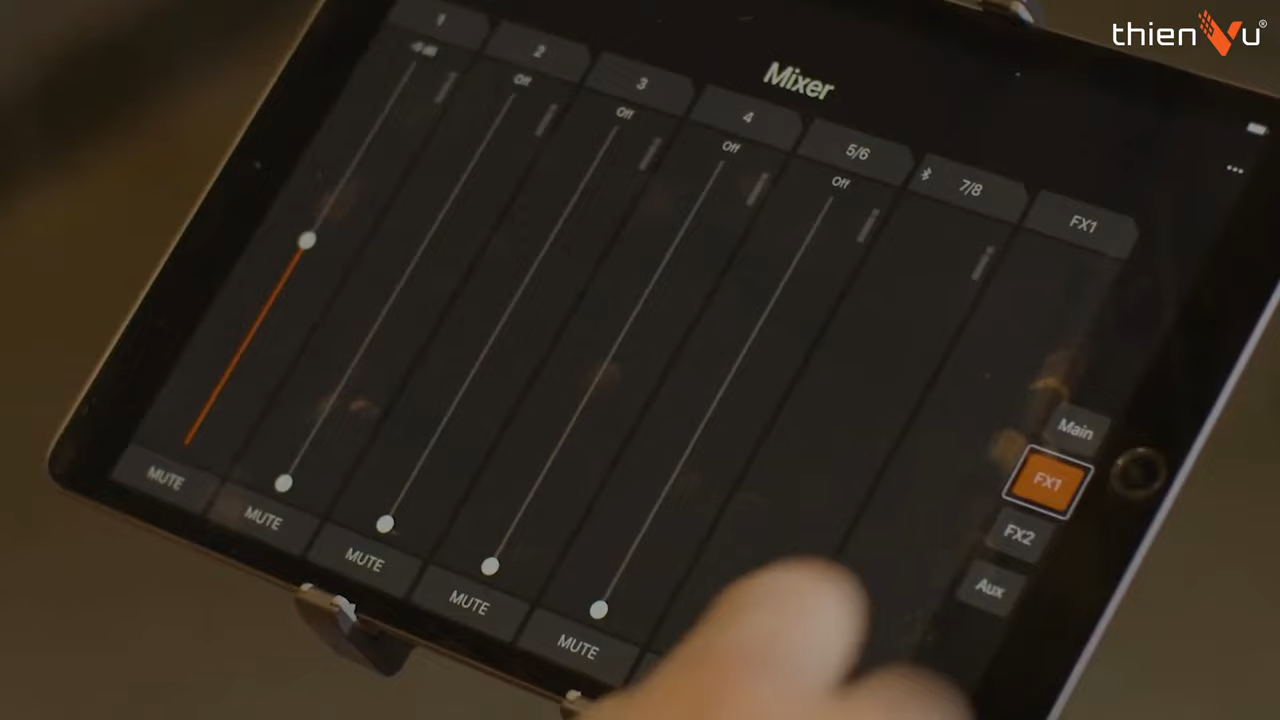 thienVu®
Mixer
1
2
3
4
5/6
7/8
FX1
Off
Off
Off
Off
MUTE
MUTE
MUTE
MUTE
MUTE
Main
FX1
FX2
Aux